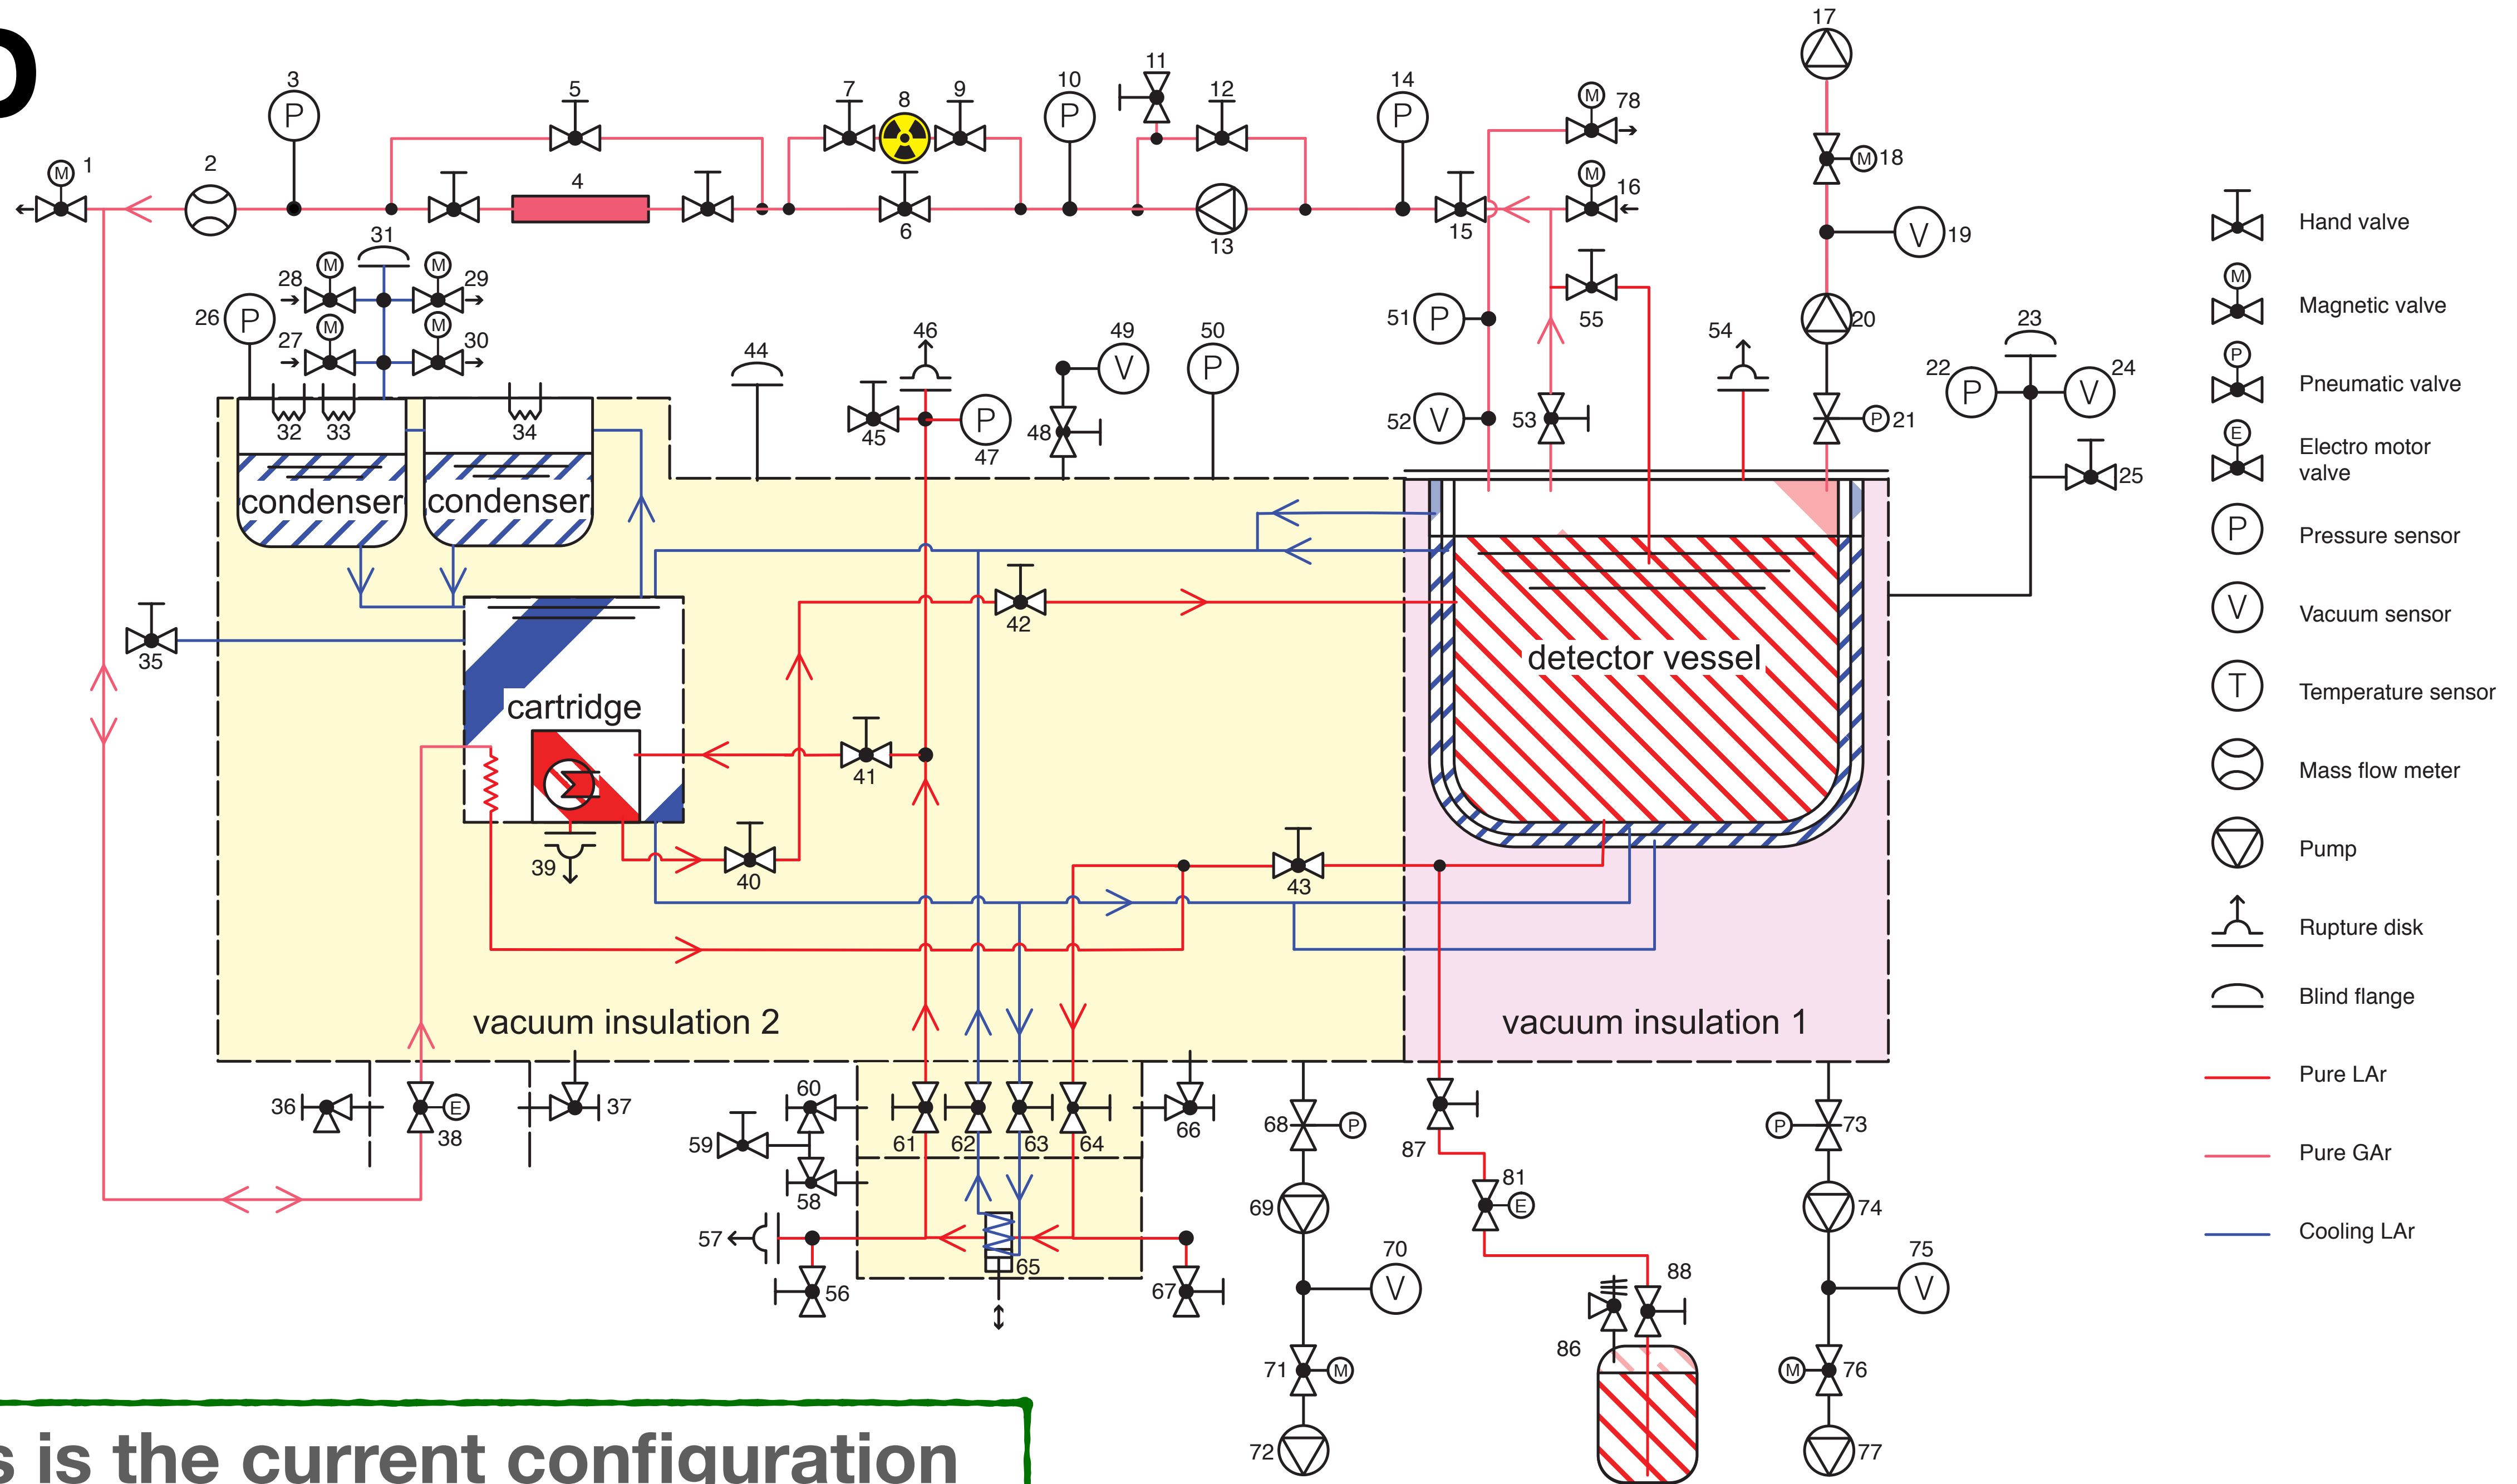 17
3
5
7
8
9
10
11
12
14
P
P
P
M
78
M
18
1
M
2
4
6
13
15
M
16
V
19
31
28
M
M
29
26
P
27
M
M
30
32
33
34
condenser
condenser
44
46
45
P
47
48
49
V
50
P
51
P
52
V
53
55
54
20
P
21
22
P
23
24
V
25
35
42
cartridge
41
39
40
43
detector vessel
vacuum insulation 2
vacuum insulation 1
36
E
38
37
60
59
58
61
62
63
64
66
57
56
65
67
68
P
69
70
V
71
M
72
87
81
E
88
86
P
73
74
75
V
M
76
77
Hand valve
M
Magnetic valve
P
Pneumatic valve
E
Electro motor
valve
P
Pressure sensor
V
Vacuum sensor
T
Temperature sensor
Mass flow meter
Pump
Rupture disk
Blind flange
Pure LAr
Pure GAr
Cooling LAr
s is the current configuration